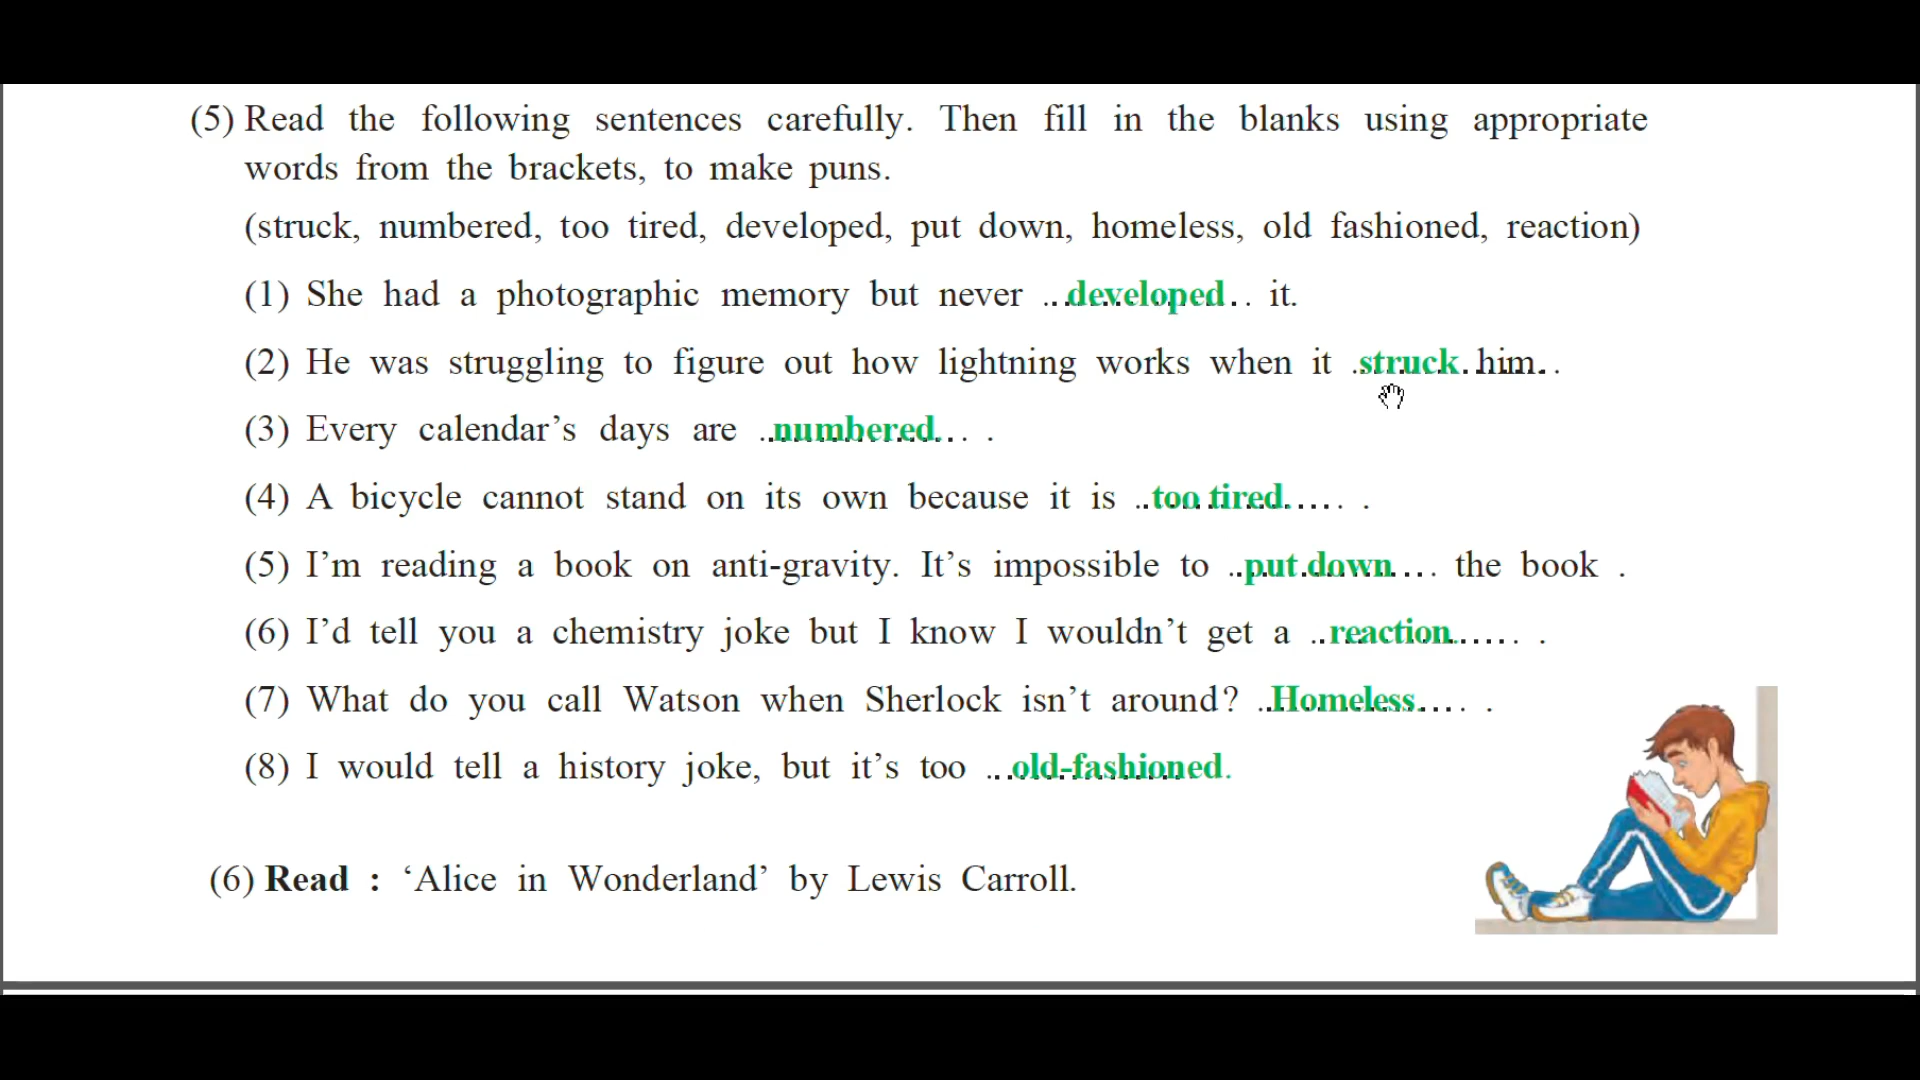 (5) Read the following sentences carefully. Then fill in the blanks using appropriate
words from the brackets, to make puns.
(struck, numbered, too tired, developed, put down, homeless, old fashioned, reaction)
(1) She had a photographic memory but never ..developed.. it.
(2) He was struggling to figure out how lightning works when it .struck. him. .
(3) Every calendar’s days are ..numbered... .
(4) A bicycle cannot stand on its own because it is ..too tired..... .
(5) I’m reading a book on anti-gravity. It’s impossible to ..put down.... the book .
(6) I’d tell you a chemistry joke but I know I wouldn’t get a ..reaction...... .
(7) What do you call Watson when Sherlock isn’t around? ..Homeless.... .
(8) I would tell a history joke, but it’s too ...old-fashioned.
(6) Read : ‘Alice in Wonderland’ by Lewis Carroll.